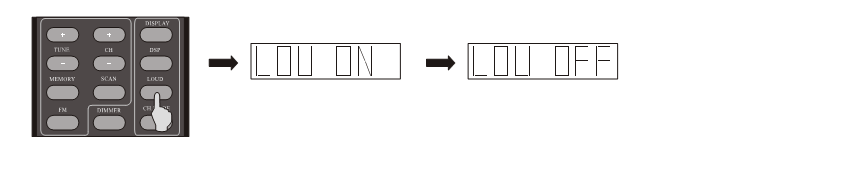 DISPLAY
+ +
TUNE CH DSP
− −
MEMORY SCAN LOUD
FM DIMMER
LOU ON
LOU OFF